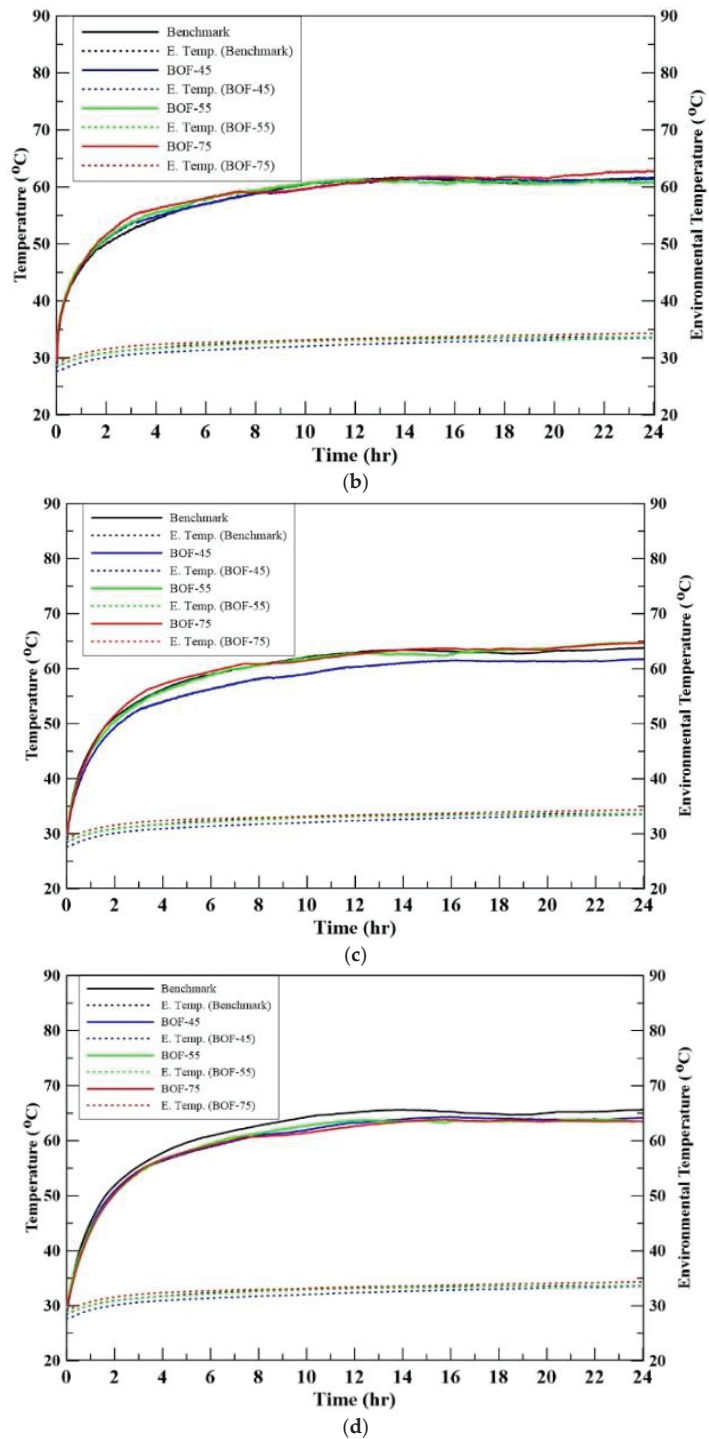 Benchmark
E. Temp. (Benchmark)
BOF-45
E. Temp. (BOF-45)
BOF-55
E. Temp. (BOF-55)
BOF-75
E. Temp. (BOF-75)
90
80
70
60
50
40
30
20
Temperature (°C)
90
80
70
60
50
40
30
20
Environmental Temperature (°C)
0 2 4 6 8 10 12 14 16 18 20 22 24
Time (hr)
(b)
Benchmark
E. Temp. (Benchmark)
BOF-45
E. Temp. (BOF-45)
BOF-55
E. Temp. (BOF-55)
BOF-75
E. Temp. (BOF-75)
90
80
70
60
50
40
30
20
Temperature (°C)
90
80
70
60
50
40
30
20
Environmental Temperature (°C)
0 2 4 6 8 10 12 14 16 18 20 22 24
Time (hr)
(c)
Benchmark
E. Temp. (Benchmark)
BOF-45
E. Temp. (BOF-45)
BOF-55
E. Temp. (BOF-55)
BOF-75
E. Temp. (BOF-75)
90
80
70
60
50
40
30
20
Temperature (°C)
90
80
70
60
50
40
30
20
Environmental Temperature (°C)
0 2 4 6 8 10 12 14 16 18 20 22 24
Time (hr)
(d)